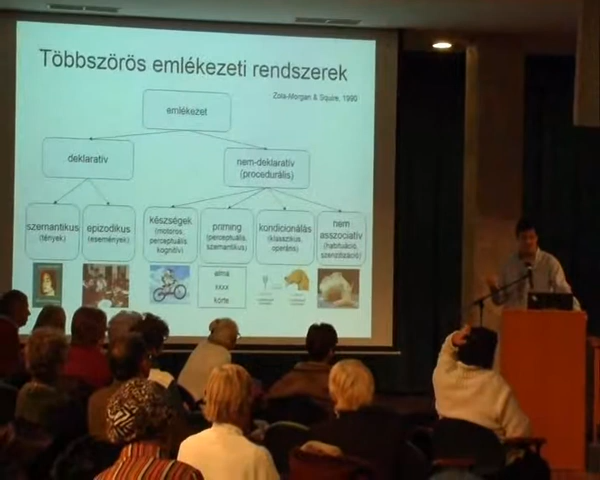 Többszörös emlékezeti rendszerek
Zola-Morgan & Squire, 1990
emlékezet
deklaratív
nem-deklaratív
(procedurális)
szemantikus
(tények)
epizodikus
(események)
készségek
(motoros,
perceptuális,
kognitív)
priming
(perceptuális,
szemantikus)
kondicionálás
(klasszikus,
operáns)
nem
asszociatív
(habituáció,
szenzitizáció)
alma
xxxx
körte